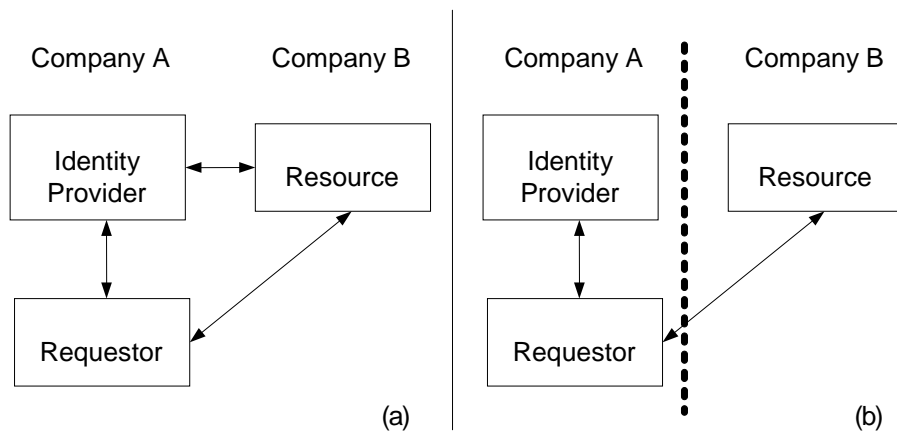 Company A
Company B
Identity
Provider
Resource
Requestor
(a)
Company A
Company B
Identity
Provider
Resource
Requestor
(b)